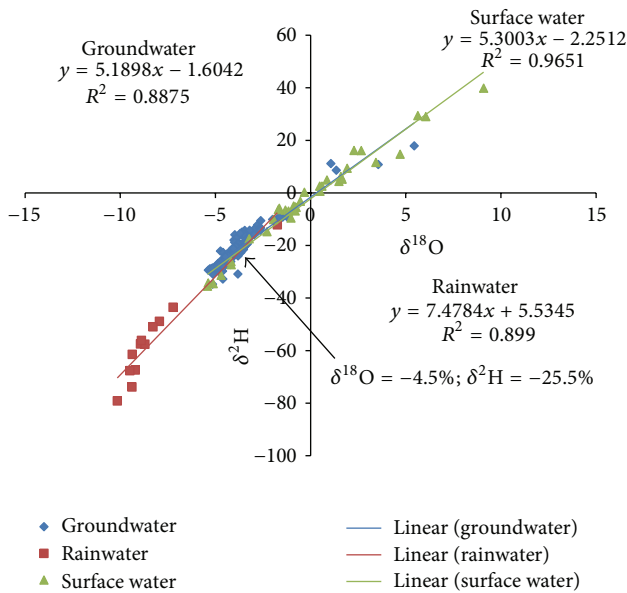 Groundwater
y = 5.1898x − 1.6042
R² = 0.8875
Surface water
y = 5.3003x − 2.2512
R² = 0.9651
60
40
20
0
−20
−40
−60
−80
−100
−15
−10
−5
0
5
10
15
δ¹⁸O
δ²H
Rainwater
y = 7.4784x + 5.5345
R² = 0.899
δ¹⁸O = −4.5%; δ²H = −25.5%
Groundwater
Rainwater
Surface water
Linear (groundwater)
Linear (rainwater)
Linear (surface water)